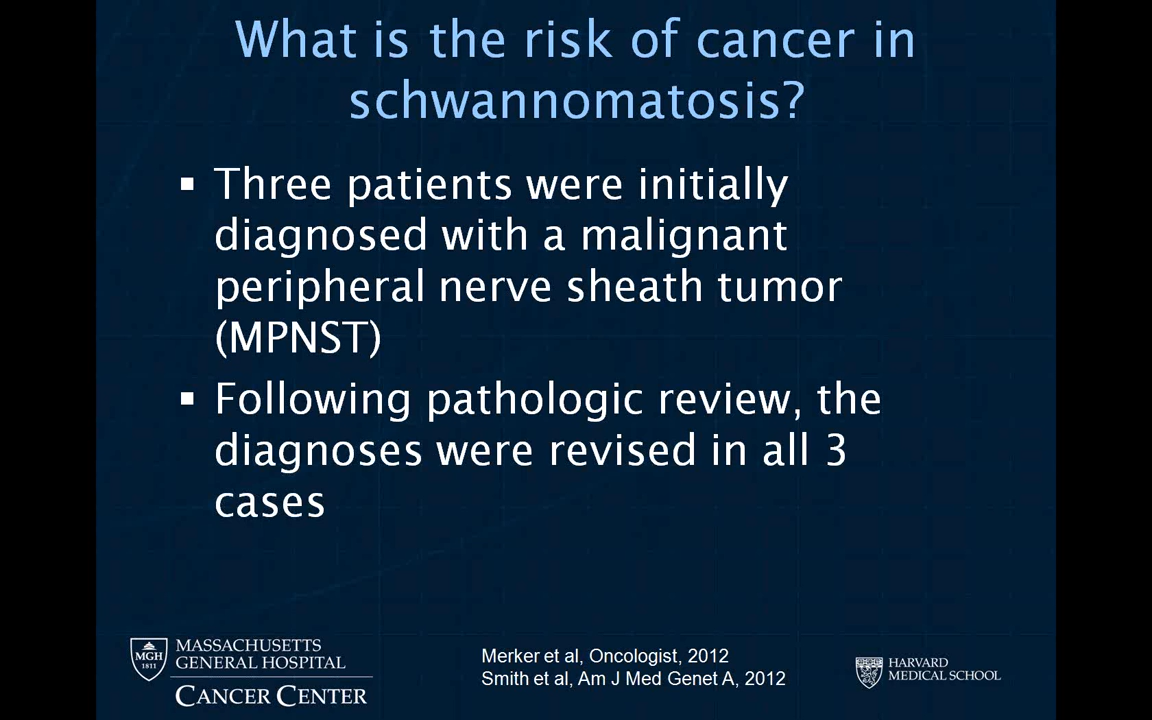 What is the risk of cancer in
schwannomatosis?
▪ Three patients were initially
diagnosed with a malignant
peripheral nerve sheath tumor
(MPNST)
▪ Following pathologic review, the
diagnoses were revised in all 3
cases
MGH
1811
MASSACHUSETTS
GENERAL HOSPITAL
CANCER CENTER
Merker et al, Oncologist, 2012
Smith et al, Am J Med Genet A, 2012
HARVARD
MEDICAL SCHOOL